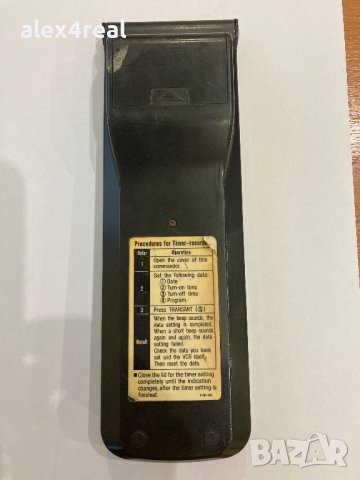 alex4real
Procedures for Timer-recording
Order Operation
1 Open the cover of this
commander.
2 Set the following data:
① Date
② Turn-on time
③ Turn-off time
④ Program
3 Press TRANSMIT (Ⓢ)
Result When the beep sounds, the
data setting is completed.
When a short beep sounds
again and again, the data
setting failed.
Check the data you have
set and the VCR itself.
Then reset the data.
■ Close the lid for the timer setting
completely until the indication
changes, after the timer setting is
finished.
BAZAR.bg